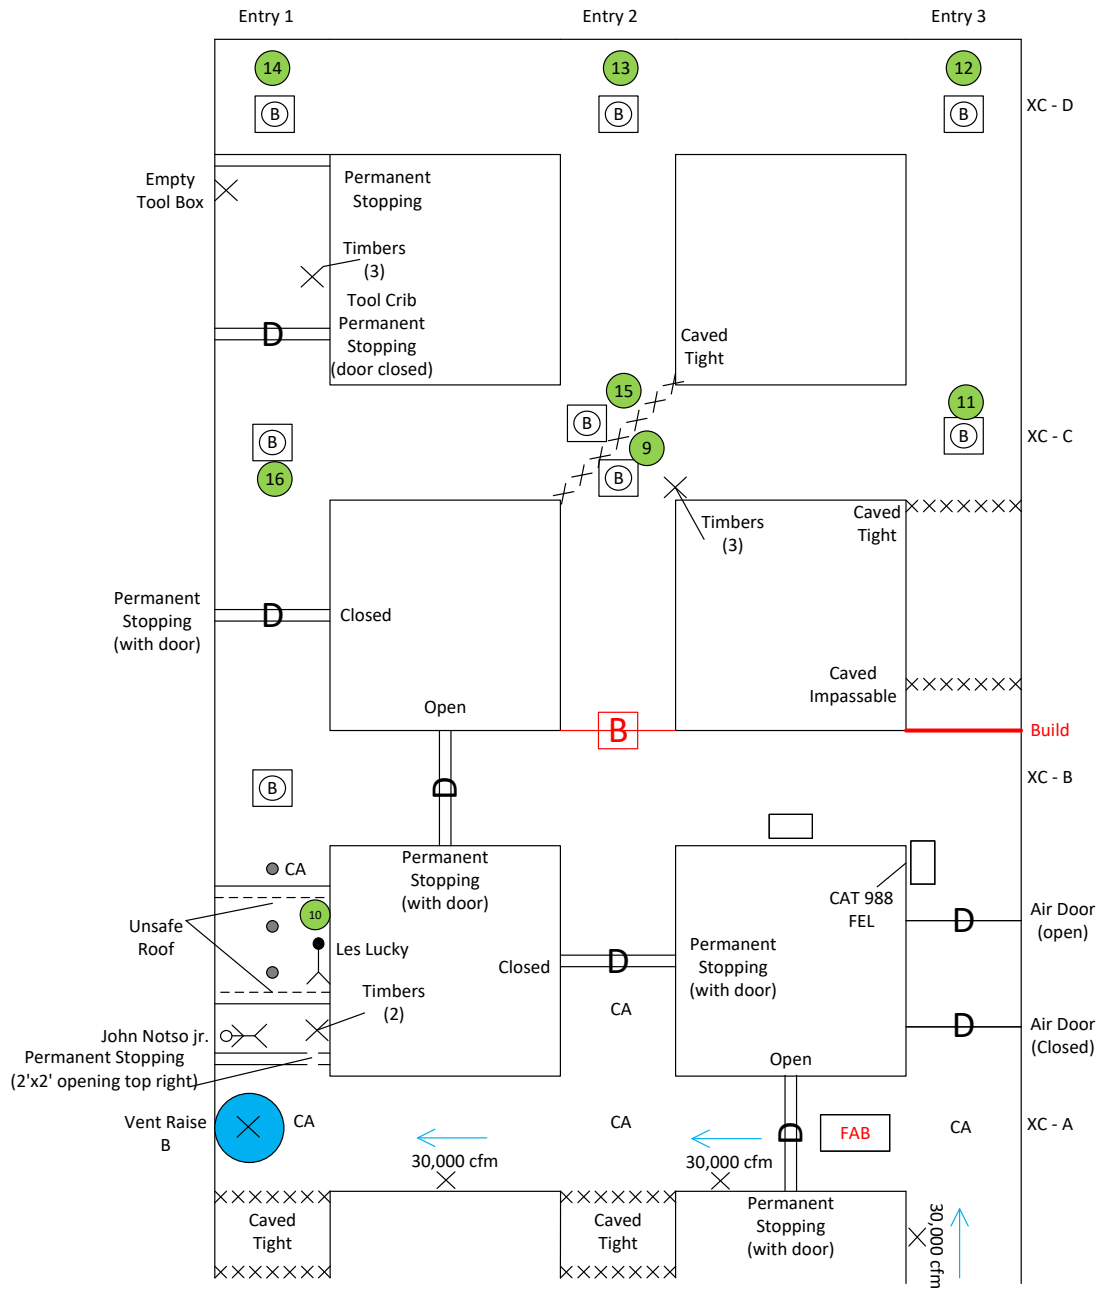 Entry 1
Entry 2
Entry 3
14
13
12
B
B
B
XC - D
Empty
Tool Box
Permanent
Stopping
Timbers
(3)
Tool Crib
Permanent
Stopping
(door closed)
D
Caved
Tight
15
11
B
B
B
XC - C
9
16
B
Timbers
(3)
Caved
Tight
Permanent
Stopping
(with door)
D
Closed
Caved
Impassable
Open
B
Build
XC - B
B
D
CA
Permanent
Stopping
(with door)
CAT 988
FEL
10
Unsafe
Roof
Les Lucky
D
Air Door
(open)
Closed
D
Permanent
Stopping
(with door)
Timbers
(2)
CA
John Notso jr.
D
Air Door
(Closed)
Permanent Stopping
(2'x2' opening top right)
Open
Vent Raise
B
CA
CA
D
FAB
CA
XC - A
30,000 cfm
30,000 cfm
Caved
Tight
Caved
Tight
Permanent
Stopping
(with door)
30,000 cfm